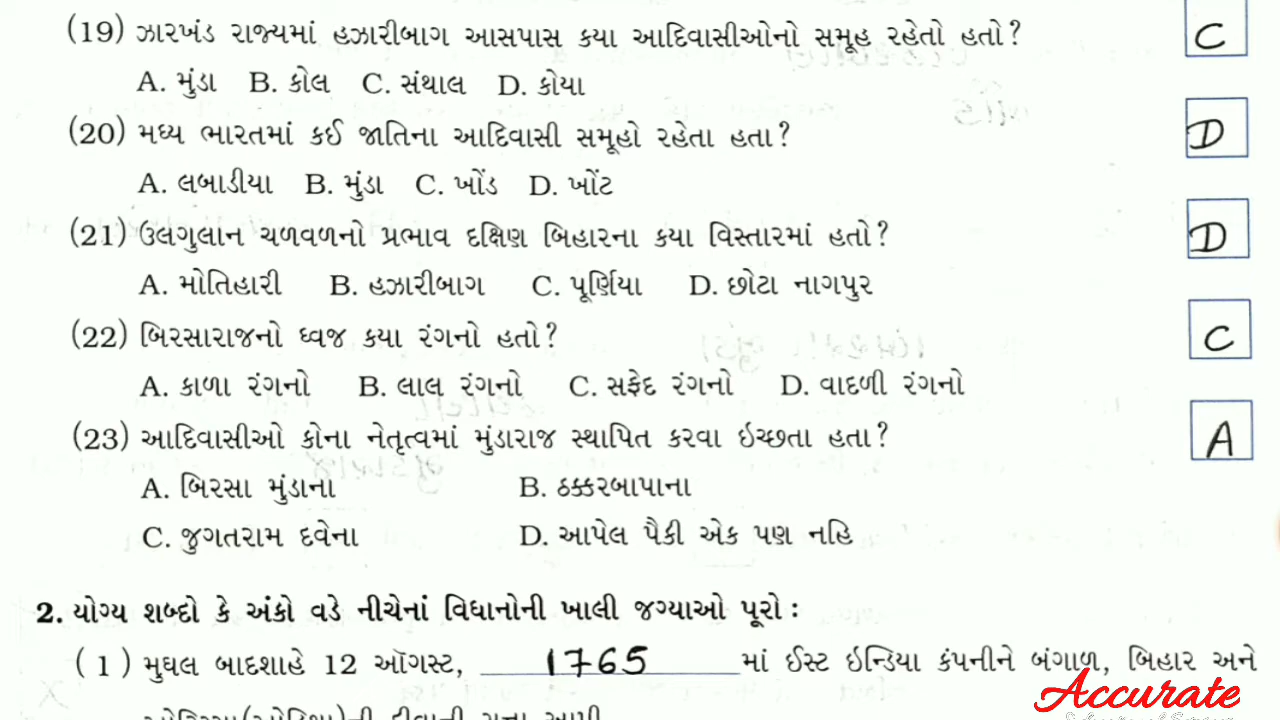 (19) ઝારખંડ રાજ્યમાં હઝારીબાગ આસપાસ કયા આદિવાસીઓનો સમૂહ રહેતો હતો? C
A. મુંડા B. કોલ C. સંથાલ D. કોયા
(20) મધ્ય ભારતમાં કઈ જાતિના આદિવાસી સમૂહો રહેતા હતા? D
A. લબાડીયા B. મુંડા C. ખોંડ D. ખોંટ
(21) ઉલગુલાન ચળવળનો પ્રભાવ દક્ષિણ બિહારના કયા વિસ્તારમાં હતો? D
A. મોતિહારી B. હઝારીબાગ C. પૂર્ણિયા D. છોટા નાગપુર
(22) બિરસારાજનો ધ્વજ કયા રંગનો હતો? C
A. કાળા રંગનો B. લાલ રંગનો C. સફેદ રંગનો D. વાદળી રંગનો
(23) આદિવાસીઓ કોના નેતૃત્વમાં મુંડારાજ સ્થાપિત કરવા ઇચ્છતા હતા? A
A. બિરસા મુંડાના B. ઠક્કરબાપાના
C. જુગતરામ દવેના D. આપેલ પૈકી એક પણ નહિ
2. યોગ્ય શબ્દો કે અંકો વડે નીચેનાં વિધાનોની ખાલી જગ્યાઓ પૂરો :
(1) મુઘલ બાદશાહે 12 ઑગસ્ટ, 1765 માં ઈસ્ટ ઇન્ડિયા કંપનીને બંગાળ, બિહાર અને
Accurate